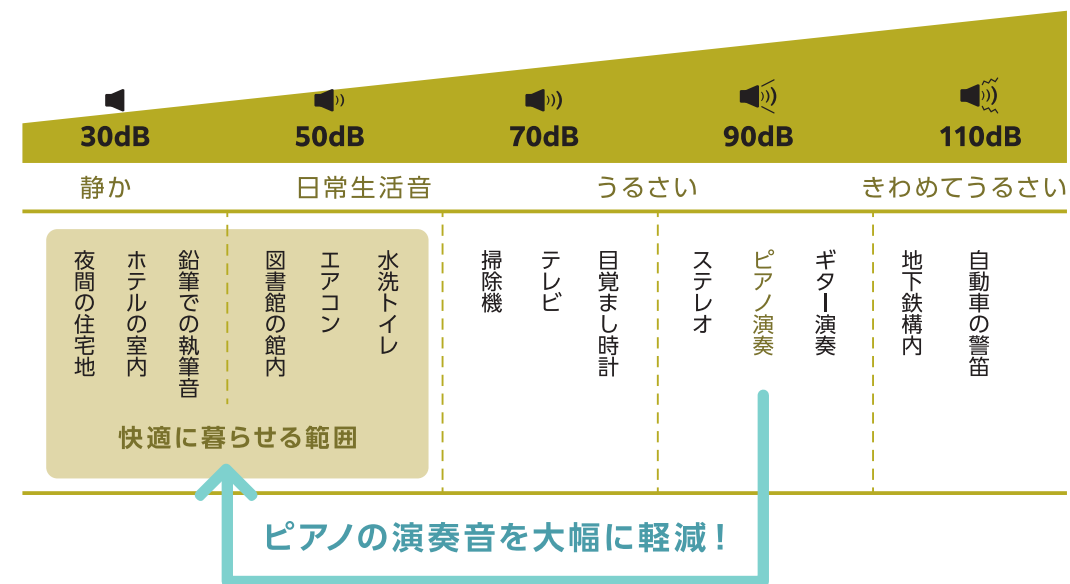 30dB
50dB
70dB
90dB
110dB
静か
日常生活音
うるさい
きわめてうるさい
夜間の住宅地
ホテルの室内
鉛筆での執筆音
図書館の館内
エアコン
水洗トイレ
掃除機
テレビ
目覚まし時計
ステレオ
ピアノ演奏
ギター演奏
地下鉄構内
自動車の警笛
快適に暮らせる範囲
ピアノの演奏音を大幅に軽減！